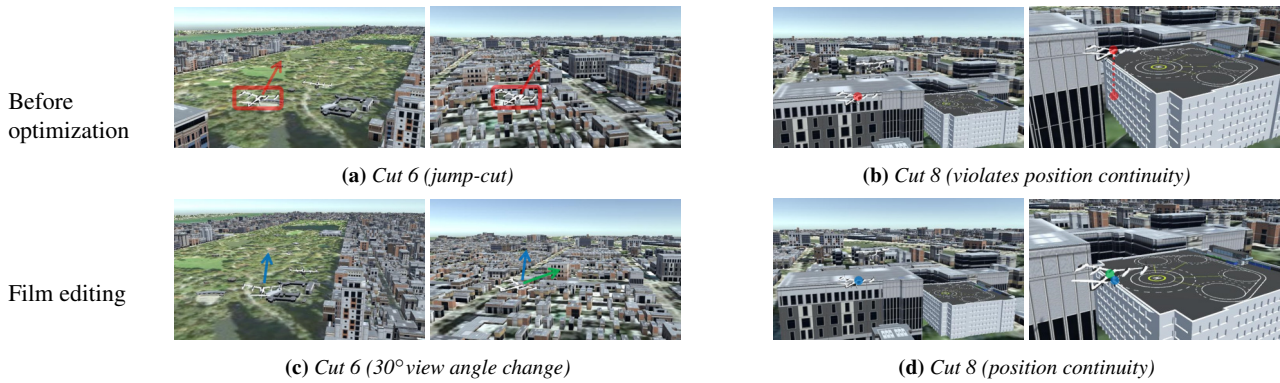 Before
optimization
(a) Cut 6 (jump-cut)
(b) Cut 8 (violates position continuity)
Film editing
(c) Cut 6 (30° view angle change)
(d) Cut 8 (position continuity)